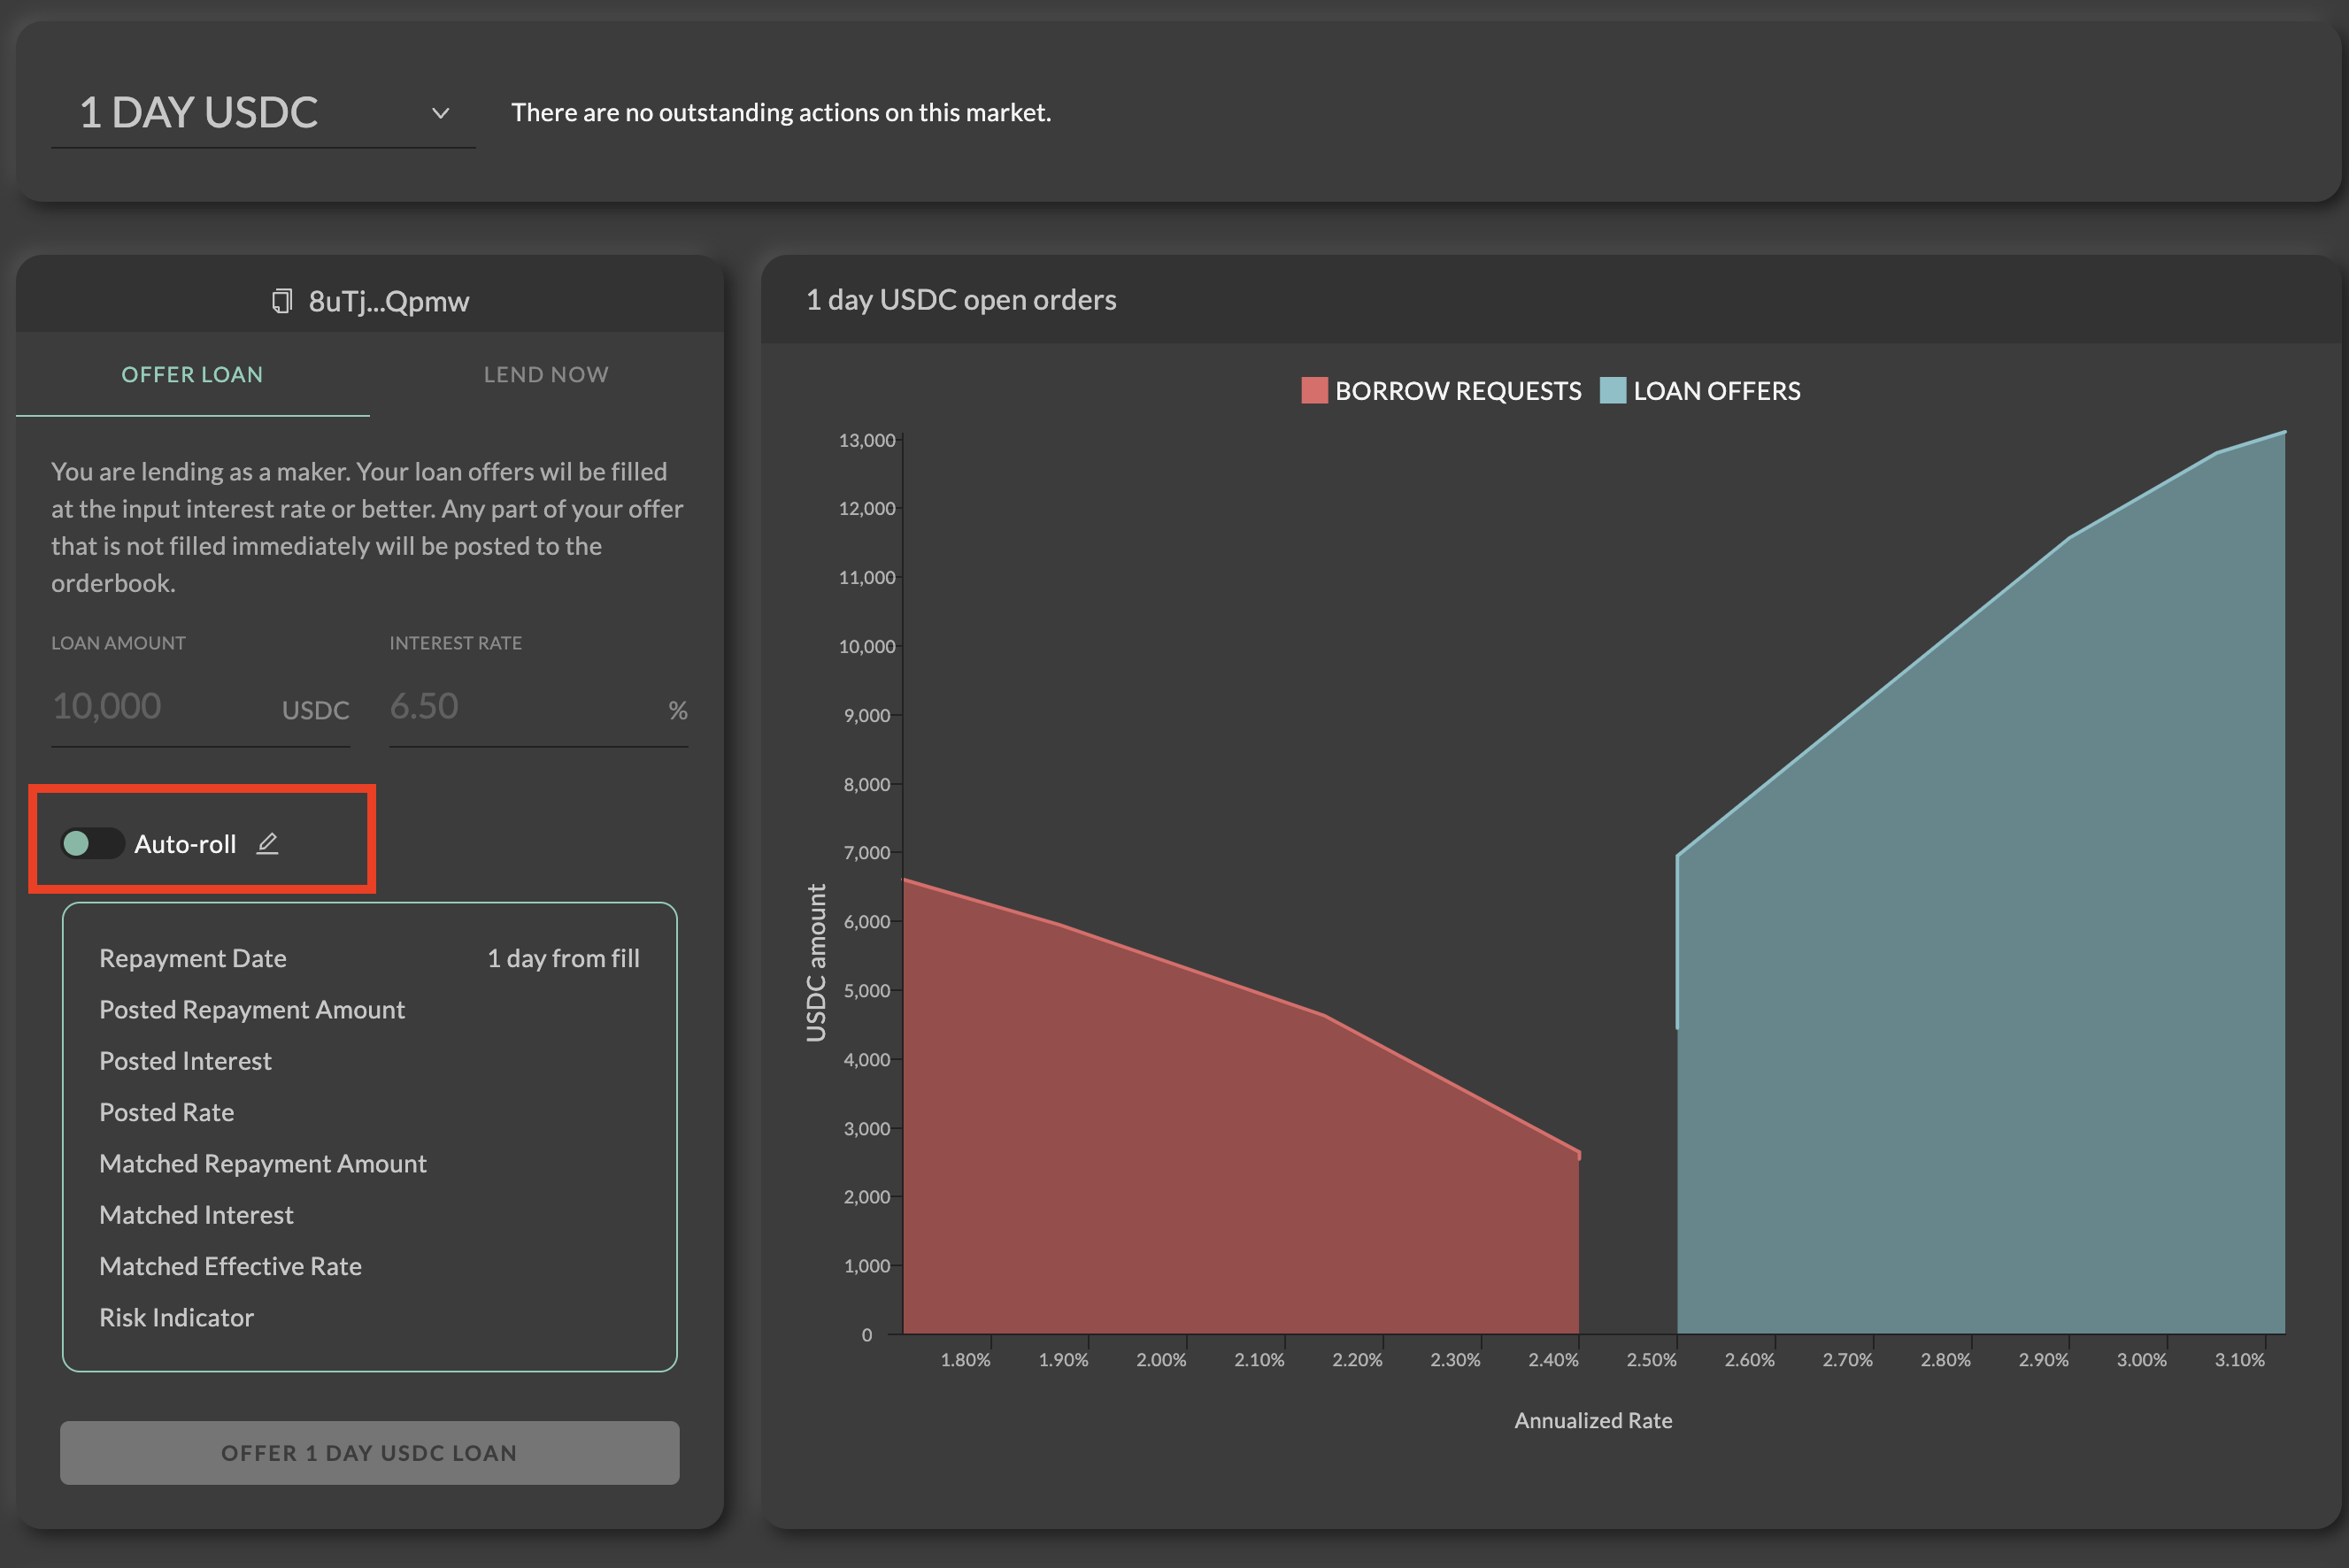 1 DAY USDC
There are no outstanding actions on this market.
8uTj...Qpmw
OFFER LOAN
LEND NOW
You are lending as a maker. Your loan offers wil be filled
at the input interest rate or better. Any part of your offer
that is not filled immediately will be posted to the
orderbook.
LOAN AMOUNT
INTEREST RATE
10,000 USDC
6.50 %
Auto-roll
Repayment Date 1 day from fill
Posted Repayment Amount
Posted Interest
Posted Rate
Matched Repayment Amount
Matched Interest
Matched Effective Rate
Risk Indicator
OFFER 1 DAY USDC LOAN
1 day USDC open orders
BORROW REQUESTS LOAN OFFERS
13,000
12,000
11,000
10,000
9,000
8,000
7,000
6,000
5,000
4,000
3,000
2,000
1,000
0
USDC amount
1.80% 1.90% 2.00% 2.10% 2.20% 2.30% 2.40% 2.50% 2.60% 2.70% 2.80% 2.90% 3.00% 3.10%
Annualized Rate